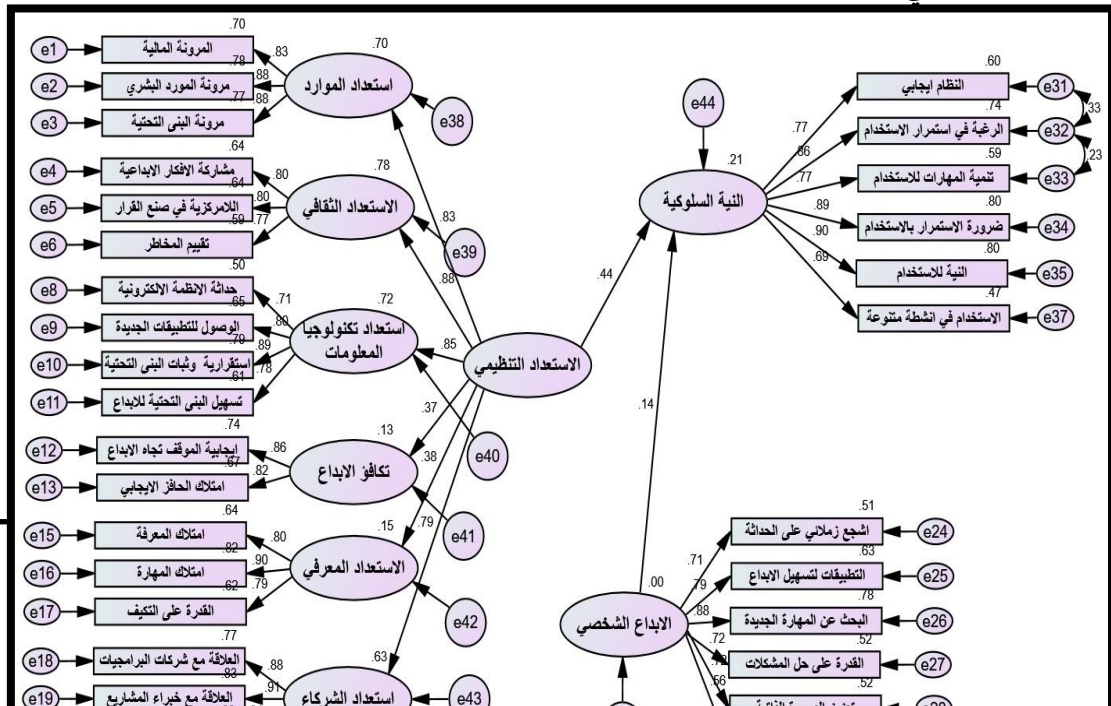 e1
.70
المرونة المالية
.83
e2
.78
مرونة المورد البشري
.88
e3
.77
مرونة البنى التحتية
.88
.70
استعداد الموارد
e38
e4
.64
مشاركة الافكار الابداعية
.80
e5
.64
اللامركزية في صنع القرار
.80
e6
.59
تقييم المخاطر
.77
.78
الاستعداد الثقافي
e39
e8
.50
حداثة الانظمة الالكترونية
.71
e9
.65
الوصول للتطبيقات الجديدة
.80
e10
.79
استقرارية وثبات البنى التحتية
.89
e11
.61
تسهيل البنى التحتية للابداع
.78
.72
استعداد تكنولوجيا
المعلومات
e40
e12
.74
إيجابية الموقف تجاه الابداع
.86
e13
.67
امتلاك الحافز الايجابي
.82
.13
تكافؤ الابداع
e41
e15
.64
امتلاك المعرفة
.80
e16
.82
امتلاك المهارة
.90
e17
.62
القدرة على التكيف
.79
.15
الاستعداد المعرفي
e42
e18
.77
العلاقة مع شركات البرامجيات
.88
e19
.83
العلاقة مع خبراء المشاريع
.91
.63
استعداد الشركاء
e43
.83
.88
.85
.37
.38
.79
الاستعداد التنظيمي
.44
.14
e44
.21
النية السلوكية
.77
.86
.77
.89
.90
.69
.60
النظام ايجابي
e31
.74
الرغبة في استمرار الاستخدام
e32
.59
تنمية المهارات للاستخدام
e33
.80
ضرورة الاستمرار بالاستخدام
e34
.80
النية للاستخدام
e35
.47
الاستخدام في انشطة متنوعة
e37
.33
.23
.00
الابداع الشخصي
.71
.79
.88
.72
.56
.51
اشجع زملائي على الحداثة
e24
.63
التطبيقات لتسهيل الابداع
e25
.78
البحث عن المهارة الجديدة
e26
.52
القدرة على حل المشكلات
e27
.52